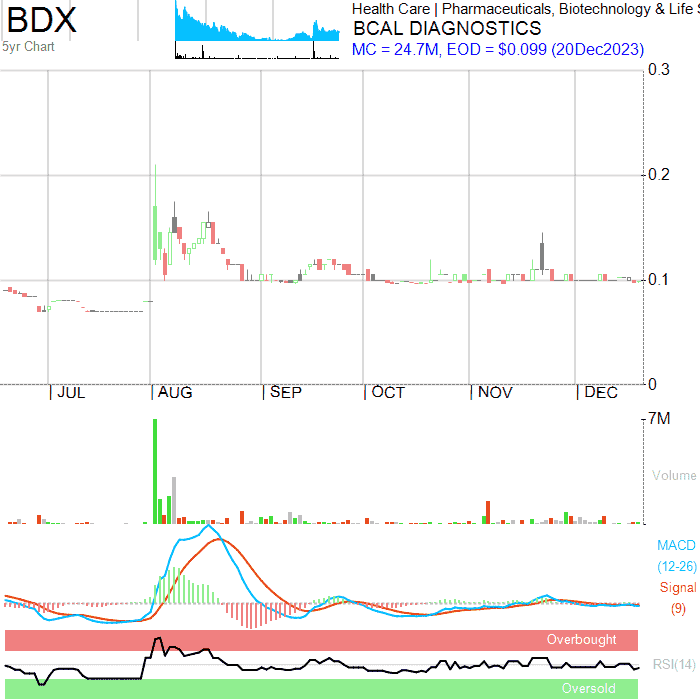 BDX
5yr Chart
Health Care | Pharmaceuticals, Biotechnology & Life S
BCAL DIAGNOSTICS
MC = 24.7M, EOD = $0.099 (20Dec2023)
0.3
0.2
0.1
0
JUL AUG SEP OCT NOV DEC
7M
Volume
MACD
(12-26)
Signal
(9)
Overbought
RSI(14)
Oversold